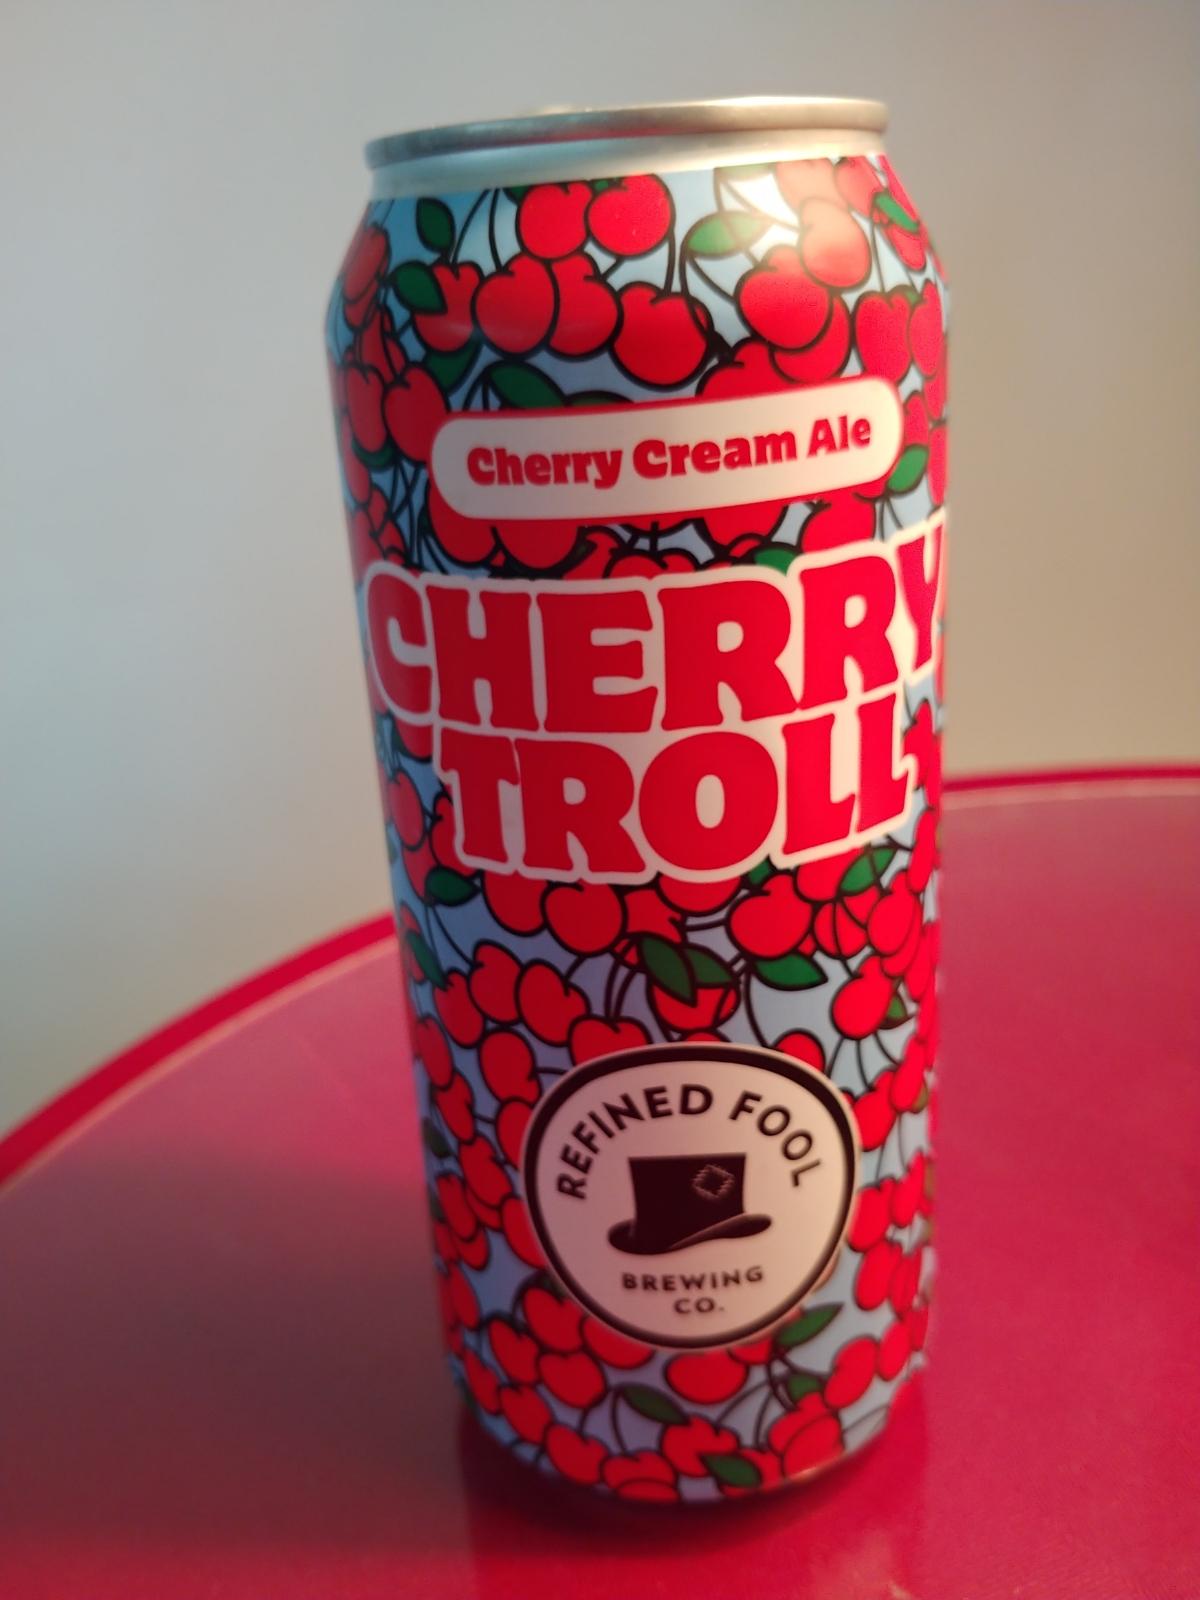 Cherry Cream Ale
CHERRY
TROLL
REFINED FOOL
BREWING
CO.